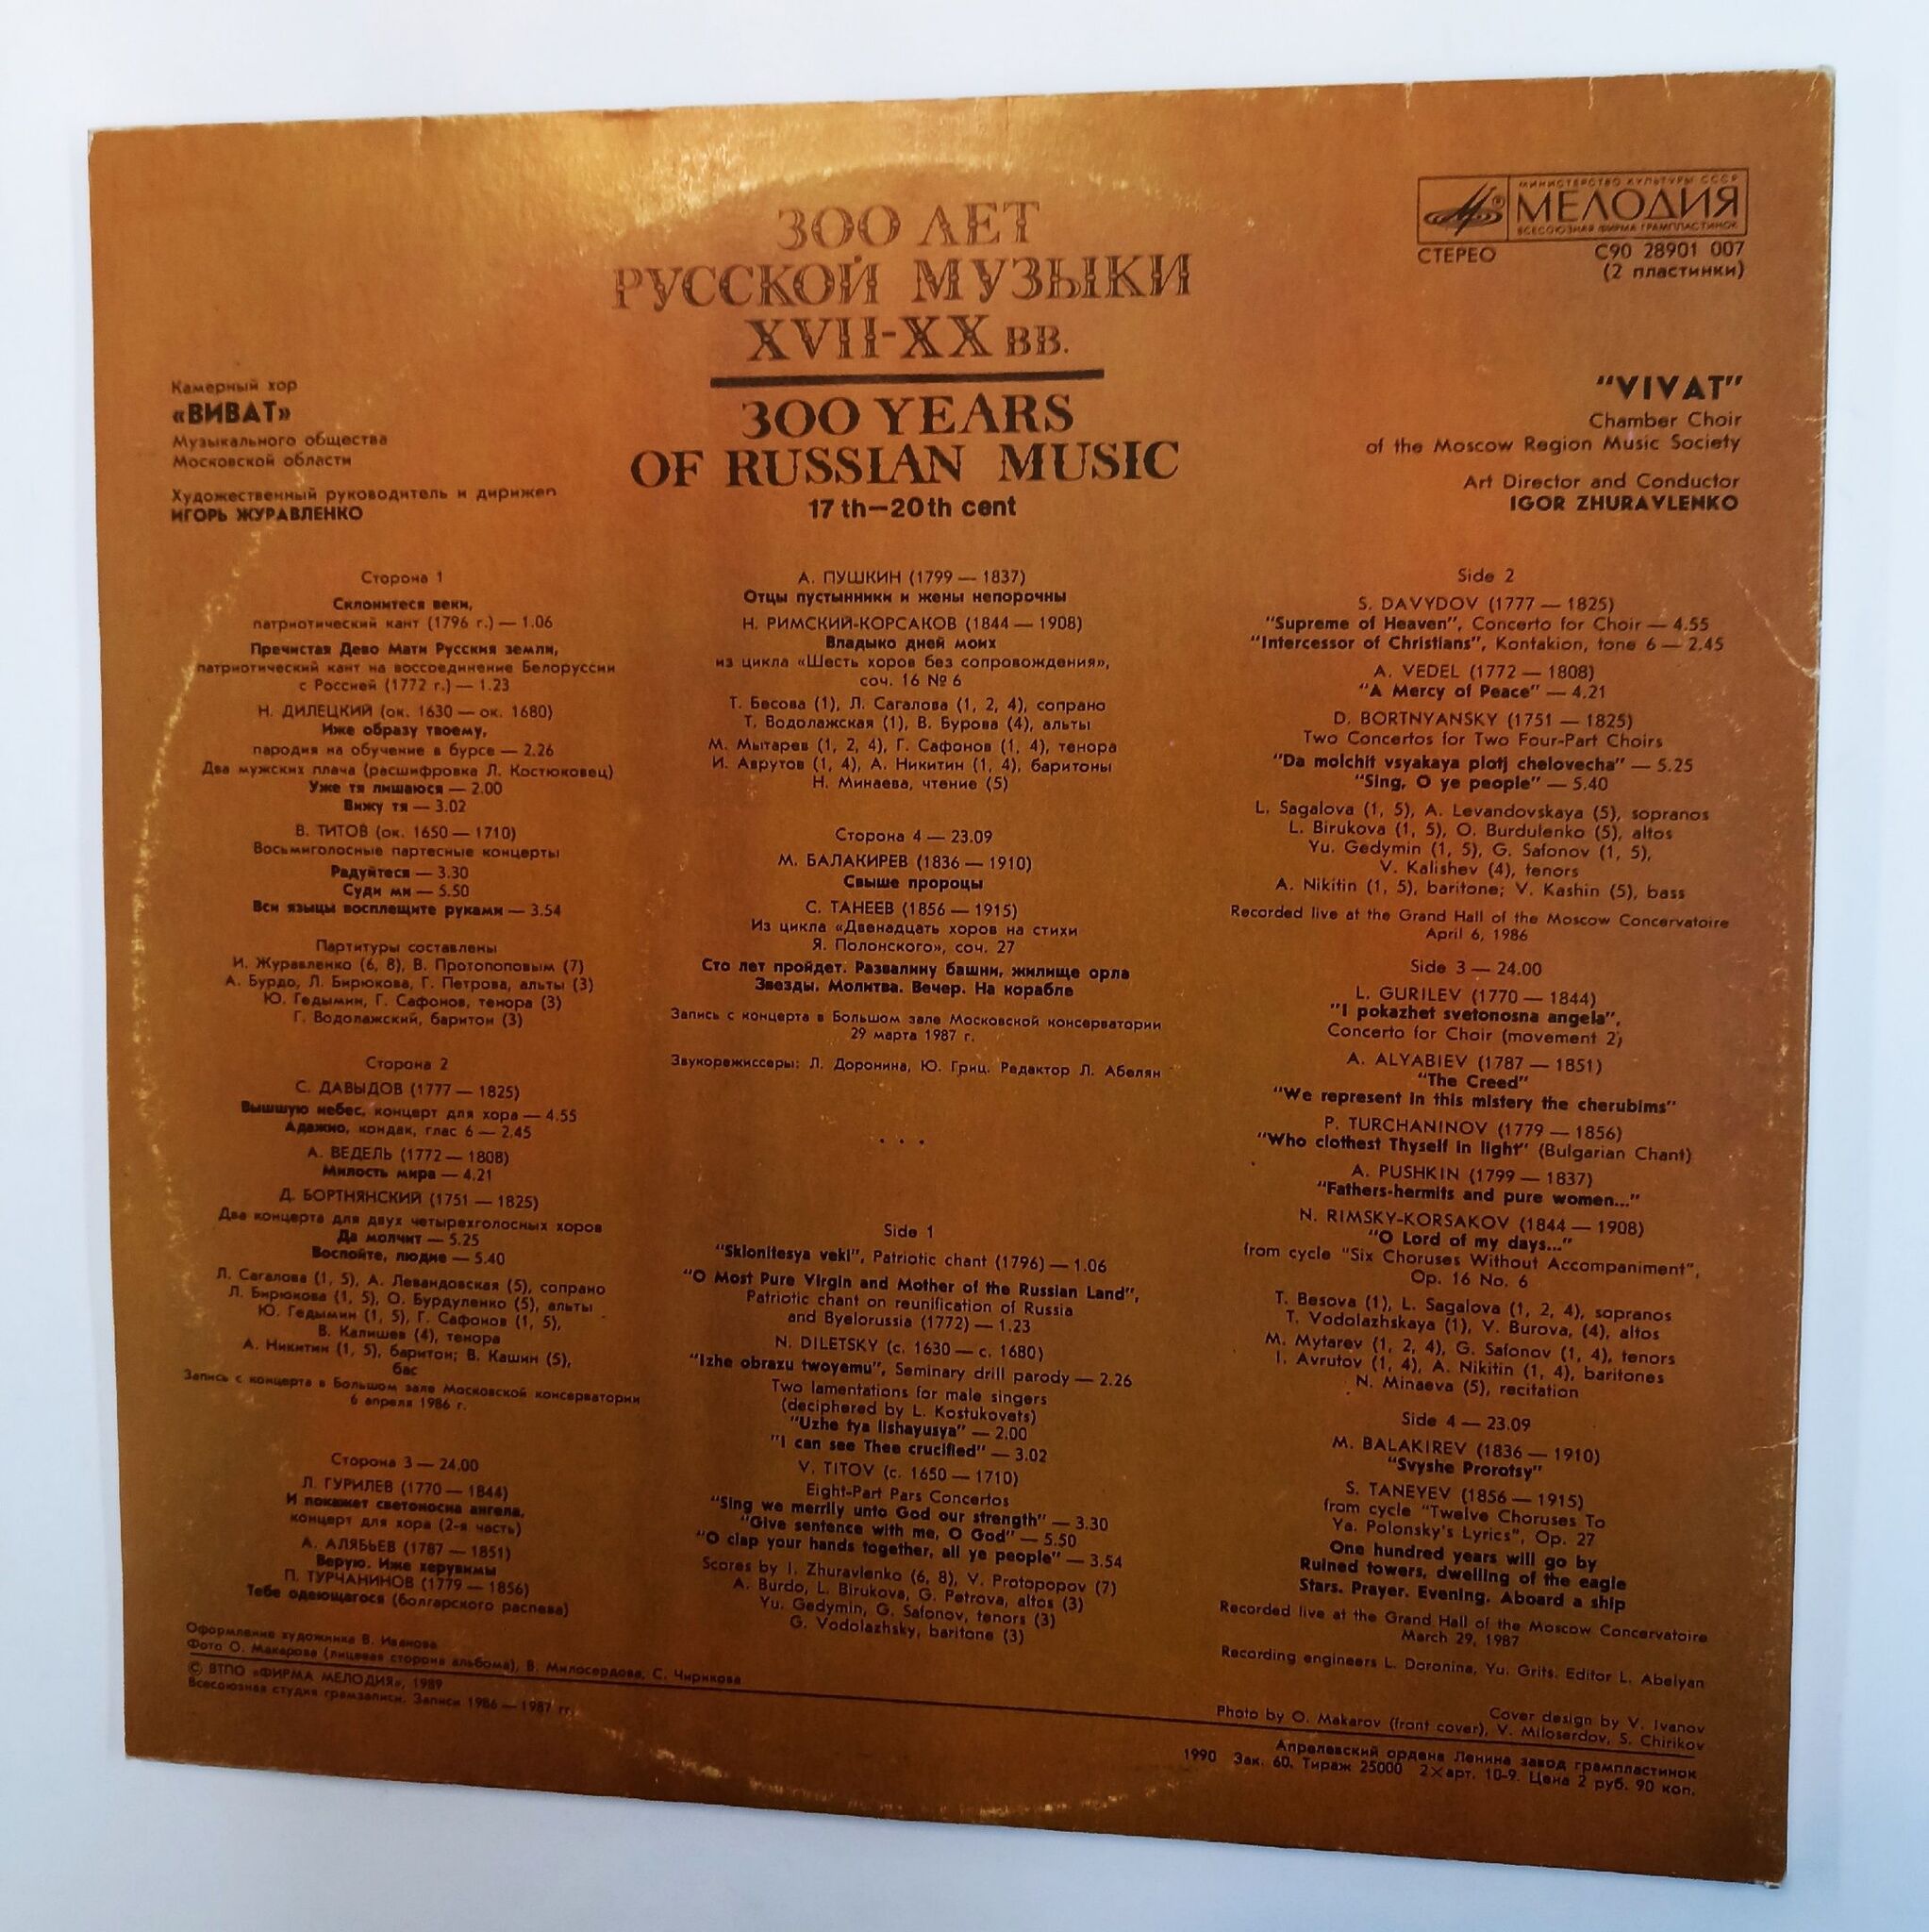 МИНИСТЕРСТВО КУЛЬТУРЫ СССР
МЕЛОДИЯ
ВСЕСОЮЗНАЯ ФИРМА ГРАМПЛАСТИНОК
СТЕРЕО
С90 28901 007
(2 пластинки)
300 ЛЕТ
РУССКОЙ МУЗЫКИ
XVII-XX ВВ.
300 YEARS
OF RUSSIAN MUSIC
17 th—20th cent
Камерный хор
«ВИВАТ»
Музыкального общества
Московской области
Художественный руководитель и дирижер
ИГОРЬ ЖУРАВЛЕНКО
"VIVAT"
Chamber Choir
of the Moscow Region Music Society
Art Director and Conductor
IGOR ZHURAVLENKO
Сторона 1
Склонитеся веки,
патриотический кант (1796 г.) — 1.06
Пречистая Дево Мати Русския земли,
патриотический кант на воссоединение Белоруссии
с Россией (1772 г.) — 1.23
Н. ДИЛЕЦКИЙ (ок. 1630 — ок. 1680)
Иже образу твоему,
пародия на обучение в бурсе — 2.26
Два мужских плача (расшифровка Л. Костюковец)
Уже тя лишаюся — 2.00
Вижу тя — 3.02
В. ТИТОВ (ок. 1650 — 1710)
Восьмиголосные партесные концерты
Радуйтеся — 3.30
Суди ми — 5.50
Вси языцы восплещите руками — 3.54
Партитуры составлены
И. Журавленко (6, 8), В. Протопоповым (7)
А. Бурдо, Л. Бирюкова, Г. Петрова, альты (3)
Ю. Гедымин, Г. Сафонов, тенора (3)
Г. Водолажский, баритон (3)
Сторона 2
С. ДАВЫДОВ (1777 — 1825)
Вышшую небес, концерт для хора — 4.55
Адажио, кондак, глас 6 — 2.45
А. ВЕДЕЛЬ (1772 — 1808)
Милость мира — 4.21
Д. БОРТНЯНСКИЙ (1751 — 1825)
Два концерта для двух четырехголосных хоров
Да молчит — 5.25
Воспойте, людие — 5.40
Л. Сагалова (1, 5), А. Левандовская (5), сопрано
Л. Бирюкова (1, 5), О. Бурдуленко (5), альты
Ю. Гедымин (1, 5), Г. Сафонов (1, 5),
В. Калишев (4), тенора
А. Никитин (1, 5), баритон; В. Кашин (5),
бас
Запись с концерта в Большом зале Московской консерватории
6 апреля 1986 г.
Сторона 3 — 24.00
Л. ГУРИЛЕВ (1770 — 1844)
И покажет светоносна ангела,
концерт для хора (2-я часть)
А. АЛЯБЬЕВ (1787 — 1851)
Верую. Иже херувимы
П. ТУРЧАНИНОВ (1779 — 1856)
Тебе одеющагося (болгарского распева)
А. ПУШКИН (1799 — 1837)
Отцы пустынники и жены непорочны
Н. РИМСКИЙ-КОРСАКОВ (1844 — 1908)
Владыко дней моих
из цикла «Шесть хоров без сопровождения»,
соч. 16 № 6
Т. Бесова (1), Л. Сагалова (1, 2, 4), сопрано
Т. Водолажская (1), В. Бурова (4), альты
М. Мытарев (1, 2, 4), Г. Сафонов (1, 4), тенора
И. Аврутов (1, 4), А. Никитин (1, 4), баритоны
Н. Минаева, чтение (5)
Сторона 4 — 23.09
М. БАЛАКИРЕВ (1836 — 1910)
Свыше пророцы
С. ТАНЕЕВ (1856 — 1915)
Из цикла «Двенадцать хоров на стихи
Я. Полонского», соч. 27
Сто лет пройдет. Развалину башни, жилище орла
Звезды. Молитва. Вечер. На корабле
Запись с концерта в Большом зале Московской консерватории
29 марта 1987 г.
Звукорежиссеры: Л. Доронина, Ю. Гриц. Редактор Л. Абелян
. . .
Side 1
"Sklonitesya veki", Patriotic chant (1796) — 1.06
"O Most Pure Virgin and Mother of the Russian Land",
Patriotic chant on reunification of Russia
and Byelorussia (1772) — 1.23
N. DILETSKY (c. 1630 — c. 1680)
"Izhe obrazu twoyemu", Seminary drill parody — 2.26
Two lamentations for male singers
(deciphered by L. Kostukovets)
"Uzhe tya lishayusya" — 2.00
"I can see Thee crucified" — 3.02
V. TITOV (c. 1650 — 1710)
Eight-Part Pars Concertos
"Sing we merrily unto God our strength" — 3.30
"Give sentence with me, O God" — 5.50
"O clap your hands together, all ye people" — 3.54
Scores by I. Zhuravlenko (6, 8), V. Protopopov (7)
A. Burdo, L. Birukova, G. Petrova, altos (3)
Yu. Gedymin, G. Safonov, tenors (3)
G. Vodolazhsky, baritone (3)
Side 2
S. DAVYDOV (1777 — 1825)
"Supreme of Heaven", Concerto for Choir — 4.55
"Intercessor of Christians", Kontakion, tone 6 — 2.45
A. VEDEL (1772 — 1808)
"A Mercy of Peace" — 4.21
D. BORTNYANSKY (1751 — 1825)
Two Concertos for Two Four-Part Choirs
"Da molchit vsyakaya plotj chelovecha" — 5.25
"Sing, O ye people" — 5.40
L. Sagalova (1, 5), A. Levandovskaya (5), sopranos
L. Birukova (1, 5), O. Burdulenko (5), altos
Yu. Gedymin (1, 5), G. Safonov (1, 5),
V. Kalishev (4), tenors
A. Nikitin (1, 5), baritone; V. Kashin (5), bass
Recorded live at the Grand Hall of the Moscow Concervatoire
April 6, 1986
Side 3 — 24.00
L. GURILEV (1770 — 1844)
"I pokazhet svetonosna angela",
Concerto for Choir (movement 2)
A. ALYABIEV (1787 — 1851)
"The Creed"
"We represent in this mistery the cherubims"
P. TURCHANINOV (1779 — 1856)
"Who clothest Thyself in light" (Bulgarian Chant)
A. PUSHKIN (1799 — 1837)
"Fathers-hermits and pure women..."
N. RIMSKY-KORSAKOV (1844 — 1908)
"O Lord of my days..."
from cycle "Six Choruses Without Accompaniment",
Op. 16 No. 6
T. Besova (1), L. Sagalova (1, 2, 4), sopranos
T. Vodolazhskaya (1), V. Burova, (4), altos
M. Mytarev (1, 2, 4), G. Safonov (1, 4), tenors
I. Avrutov (1, 4), A. Nikitin (1, 4), baritones
N. Minaeva (5), recitation
Side 4 — 23.09
M. BALAKIREV (1836 — 1910)
"Svyshe Prorotsy"
S. TANEYEV (1856 — 1915)
from cycle "Twelve Choruses To
Ya. Polonsky's Lyrics", Op. 27
One hundred years will go by
Ruined towers, dwelling of the eagle
Stars. Prayer. Evening. Aboard a ship
Recorded live at the Grand Hall of the Moscow Concervatoire
March 29, 1987
Recording engineers L. Doronina, Yu. Grits. Editor L. Abelyan
Оформление художника В. Иванова
Фото О. Макарова (лицевая сторона альбома), В. Милосердова, С. Чирикова
© ВТПО «ФИРМА МЕЛОДИЯ», 1989
Всесоюзная студия грамзаписи. Записи 1986 — 1987 гг.
Cover design by V. Ivanov
Photo by O. Makarov (front cover), V. Miloserdov, S. Chirikov
Апрелевский ордена Ленина завод грампластинок
1990 Зак. 60. Тираж 25000 2×арт. 10-9. Цена 2 руб. 90 коп.